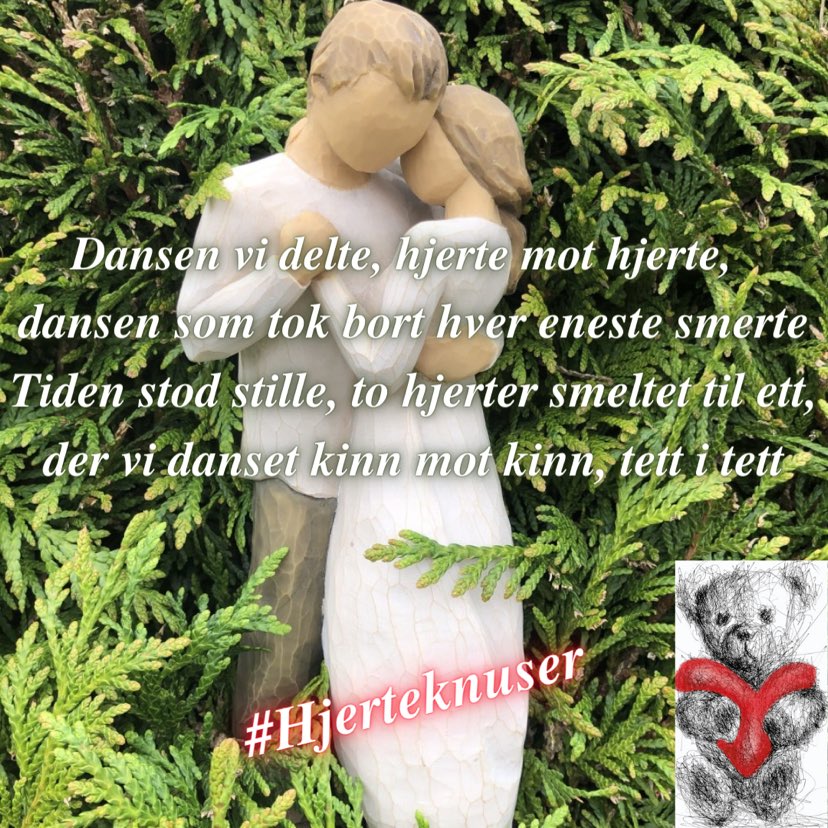 Dansen vi delte, hjerte mot hjerte,
dansen som tok bort hver eneste smerte
Tiden stod stille, to hjerter smeltet til ett,
der vi danset kinn mot kinn, tett i tett
#Hjerteknuser